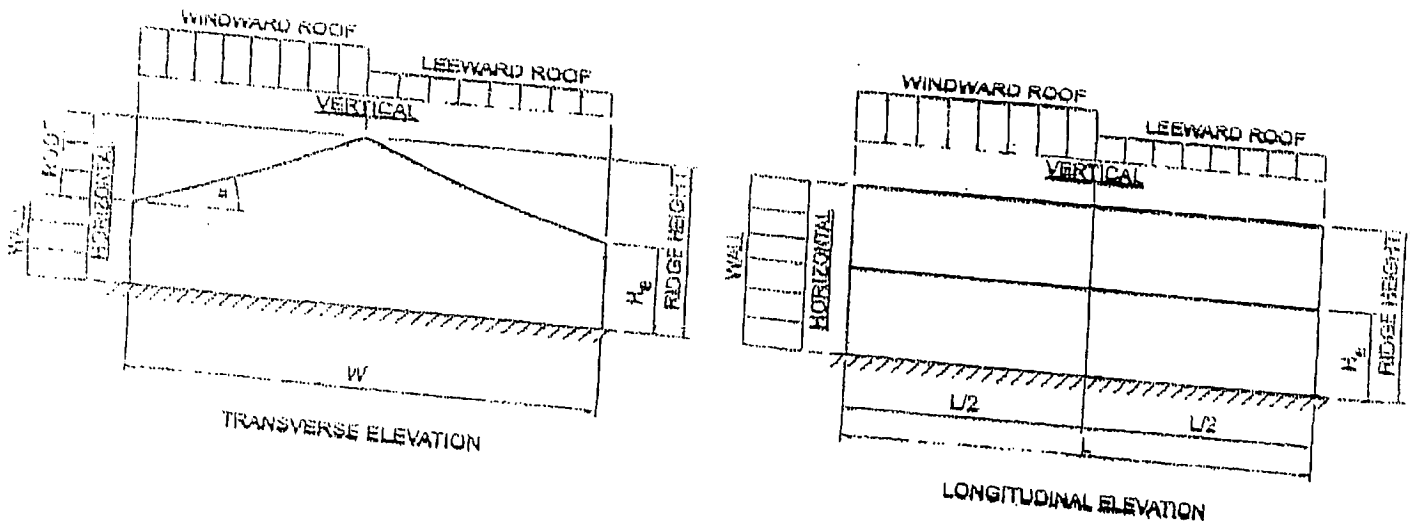 WINDWARD ROOF
LEEWARD ROOF
VERTICAL
ROOF
WALL
HORIZONTAL
RIDGE HEIGHT
W
TRANSVERSE ELEVATION
WINDWARD ROOF
LEEWARD ROOF
VERTICAL
WALL
HORIZONTAL
RIDGE HEIGHT
L/2
L/2
L
LONGITUDINAL ELEVATION